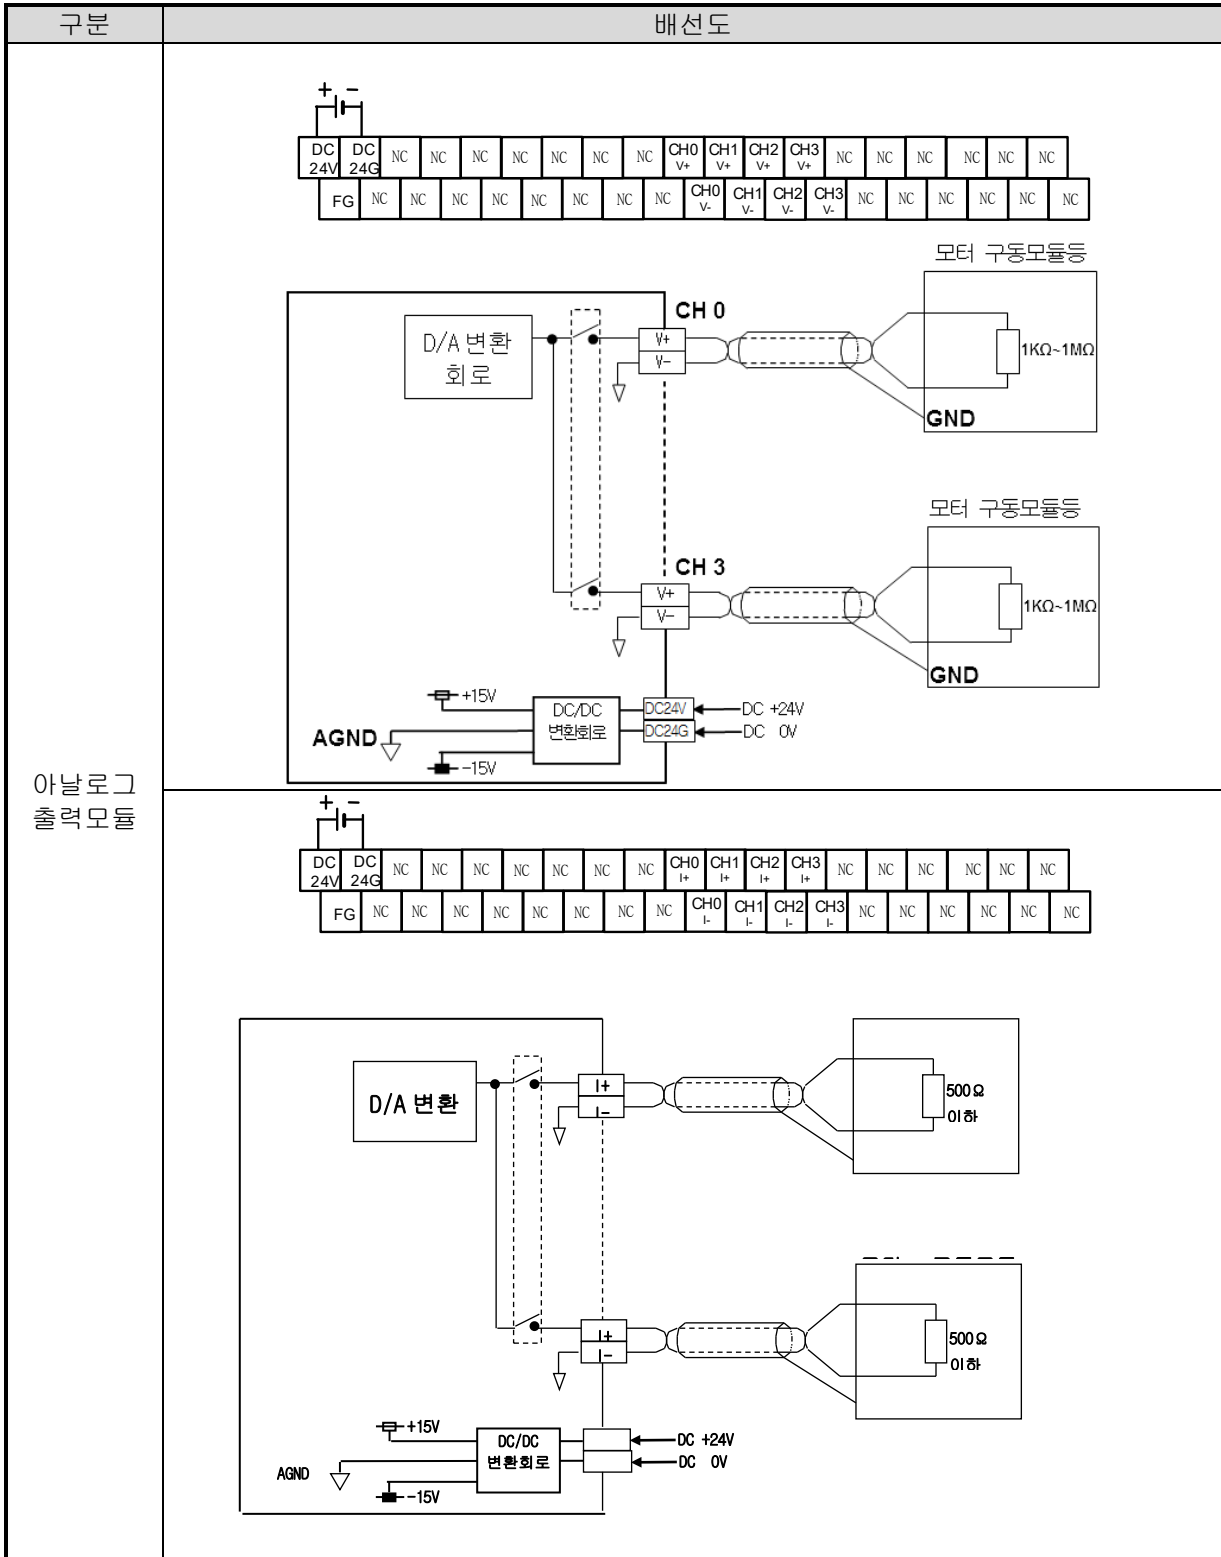 구분 배선도
아날로그
출력모듈
+ -
DC 24V DC 24G NC NC NC NC NC NC NC CH0 V+ CH1 V+ CH2 V+ CH3 V+ NC NC NC NC NC NC
FG NC NC NC NC NC NC NC NC CH0 V- CH1 V- CH2 V- CH3 V- NC NC NC NC NC NC
모터 구동모듈등
CH 0
D/A 변환
회로
V+
V-
1KΩ~1MΩ
GND
모터 구동모듈등
CH 3
V+
V-
1KΩ~1MΩ
GND
+15V
DC/DC
변환회로
DC24V
DC +24V
DC24G
DC 0V
AGND
-15V
+ -
DC 24V DC 24G NC NC NC NC NC NC NC CH0 I+ CH1 I+ CH2 I+ CH3 I+ NC NC NC NC NC NC
FG NC NC NC NC NC NC NC NC CH0 I- CH1 I- CH2 I- CH3 I- NC NC NC NC NC NC
D/A 변환
I+
I-
500Ω
이하
I+
I-
500Ω
이하
+15V
DC/DC
변환회로
DC +24V
DC 0V
AGND
-15V